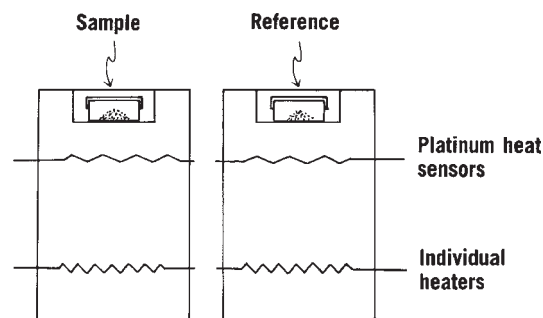 Sample
Reference
Platinum heat
sensors
Individual
heaters